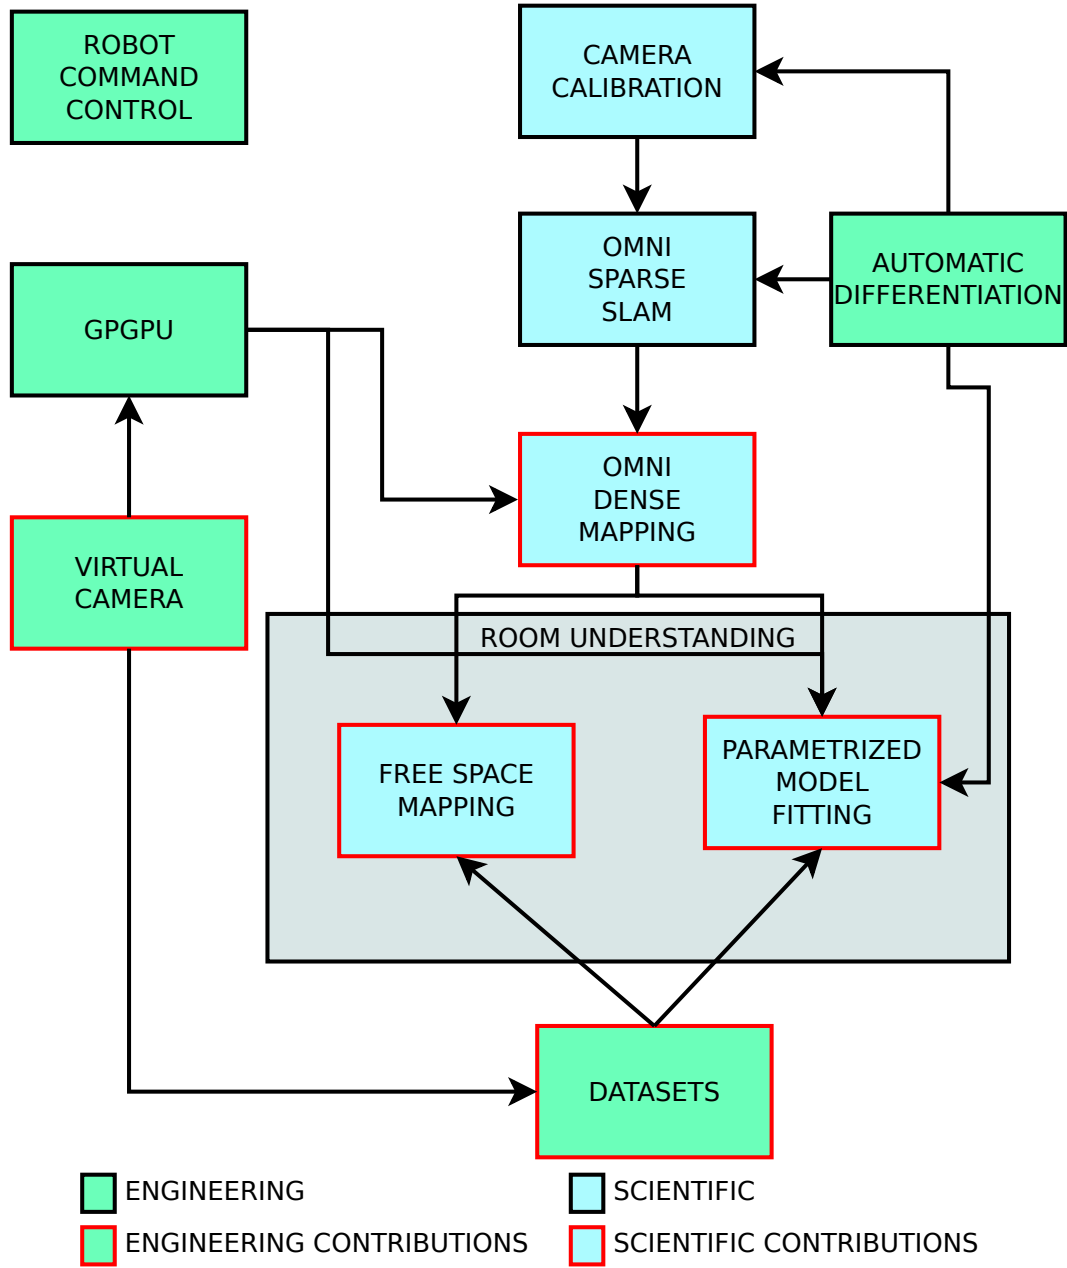 ROBOT
COMMAND
CONTROL
CAMERA
CALIBRATION
OMNI
SPARSE
SLAM
AUTOMATIC
DIFFERENTIATION
GPGPU
OMNI
DENSE
MAPPING
VIRTUAL
CAMERA
ROOM UNDERSTANDING
FREE SPACE
MAPPING
PARAMETRIZED
MODEL
FITTING
DATASETS
ENGINEERING
SCIENTIFIC
ENGINEERING CONTRIBUTIONS
SCIENTIFIC CONTRIBUTIONS